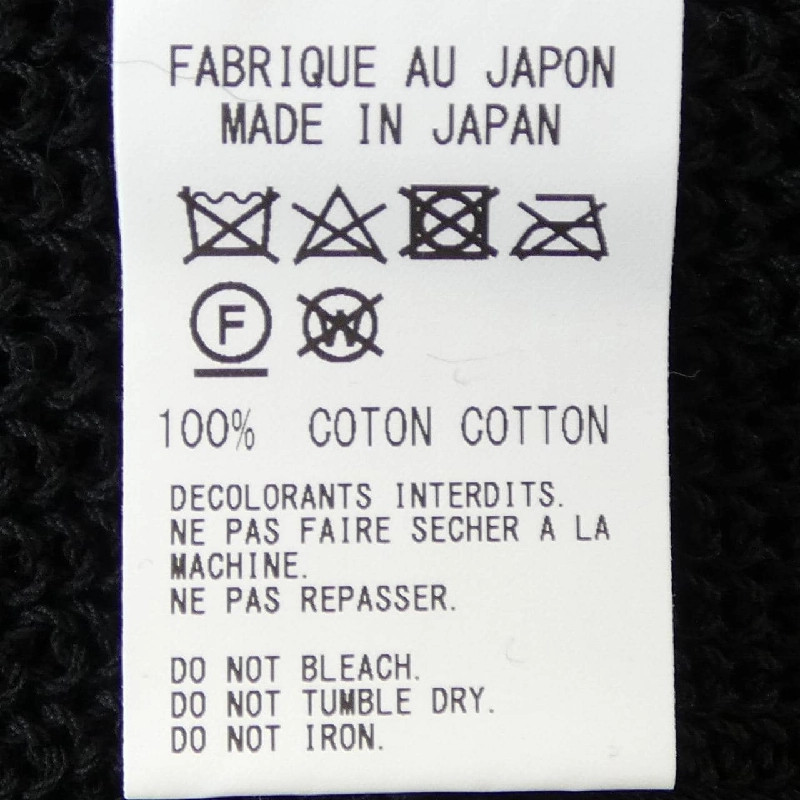 FABRIQUE AU JAPON
MADE IN JAPAN
F W
100% COTON COTTON
DECOLORANTS INTERDITS.
NE PAS FAIRE SECHER A LA
MACHINE.
NE PAS REPASSER.
DO NOT BLEACH.
DO NOT TUMBLE DRY.
DO NOT IRON.